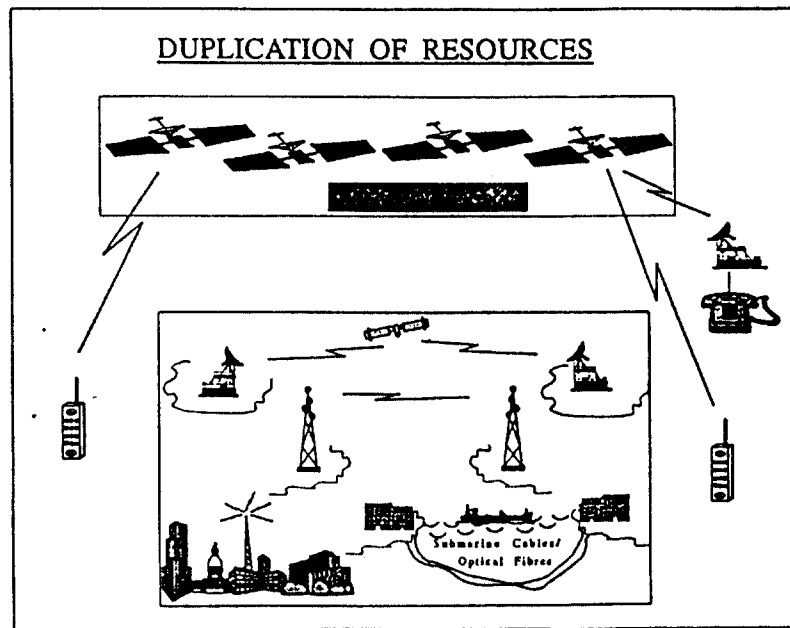 DUPLICATION OF RESOURCES
Submarine Cables/
Optical Fibres